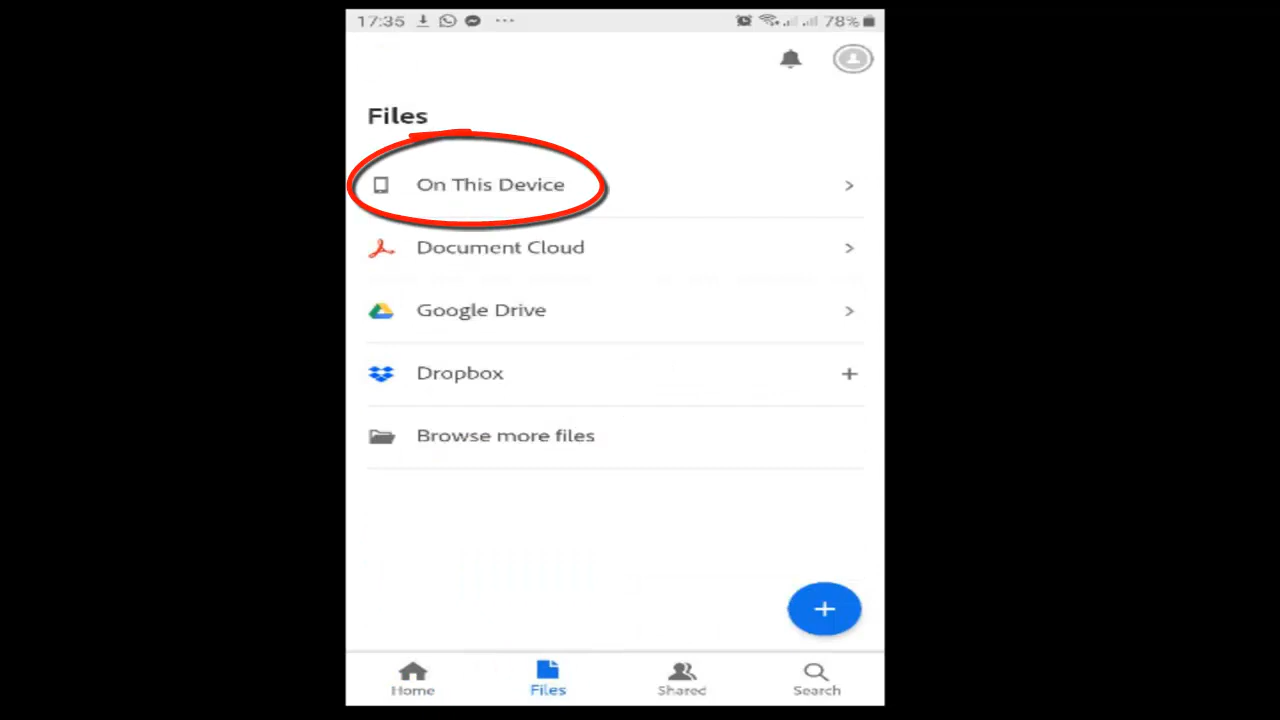 17:35 ... 78%
Files
On This Device
Document Cloud
Google Drive
Dropbox
Browse more files
Home Files Shared Search